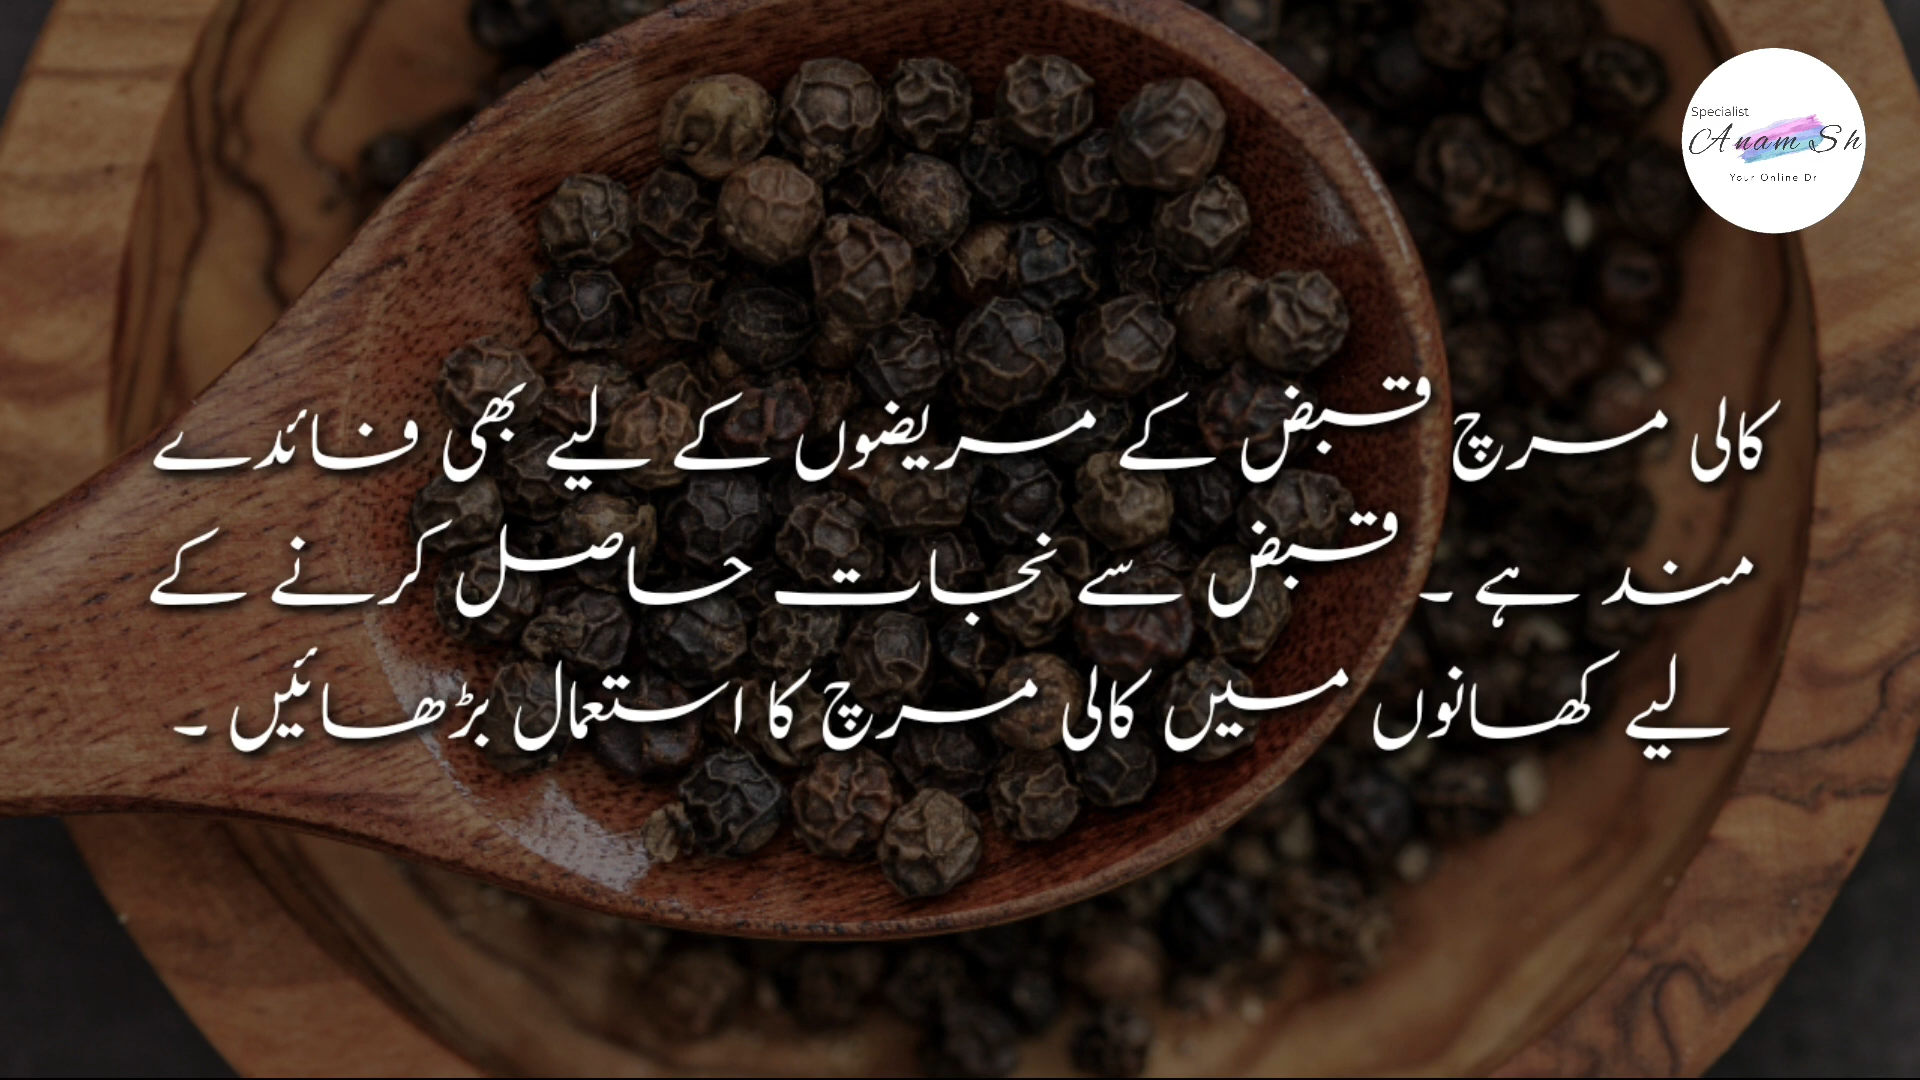 Specialist
Anam Sh
Your Online Dr
کالی مرچ قبض کے مریضوں کے لیے بھی فائدے
مند ہے ۔ قبض سے نجات حاصل کرنے کے
لیے کھانوں میں کالی مرچ کا استعمال بڑھائیں ۔